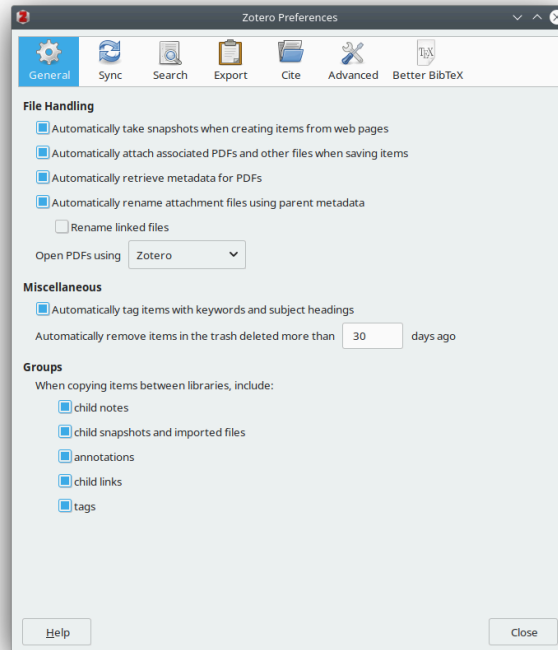 Zotero Preferences
General
Sync
Search
Export
Cite
Advanced
TeX
Better BibTeX
File Handling
Automatically take snapshots when creating items from web pages
Automatically attach associated PDFs and other files when saving items
Automatically retrieve metadata for PDFs
Automatically rename attachment files using parent metadata
Rename linked files
Open PDFs using Zotero
Miscellaneous
Automatically tag items with keywords and subject headings
Automatically remove items in the trash deleted more than 30 days ago
Groups
When copying items between libraries, include:
child notes
child snapshots and imported files
annotations
child links
tags
Help
Close